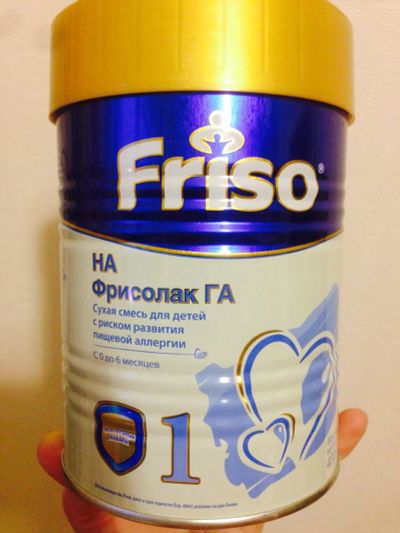 Friso®
HA
Фрисолак ГА
Сухая смесь для детей
с риском развития
пищевой аллергии
С 0 до 6 месяцев
1